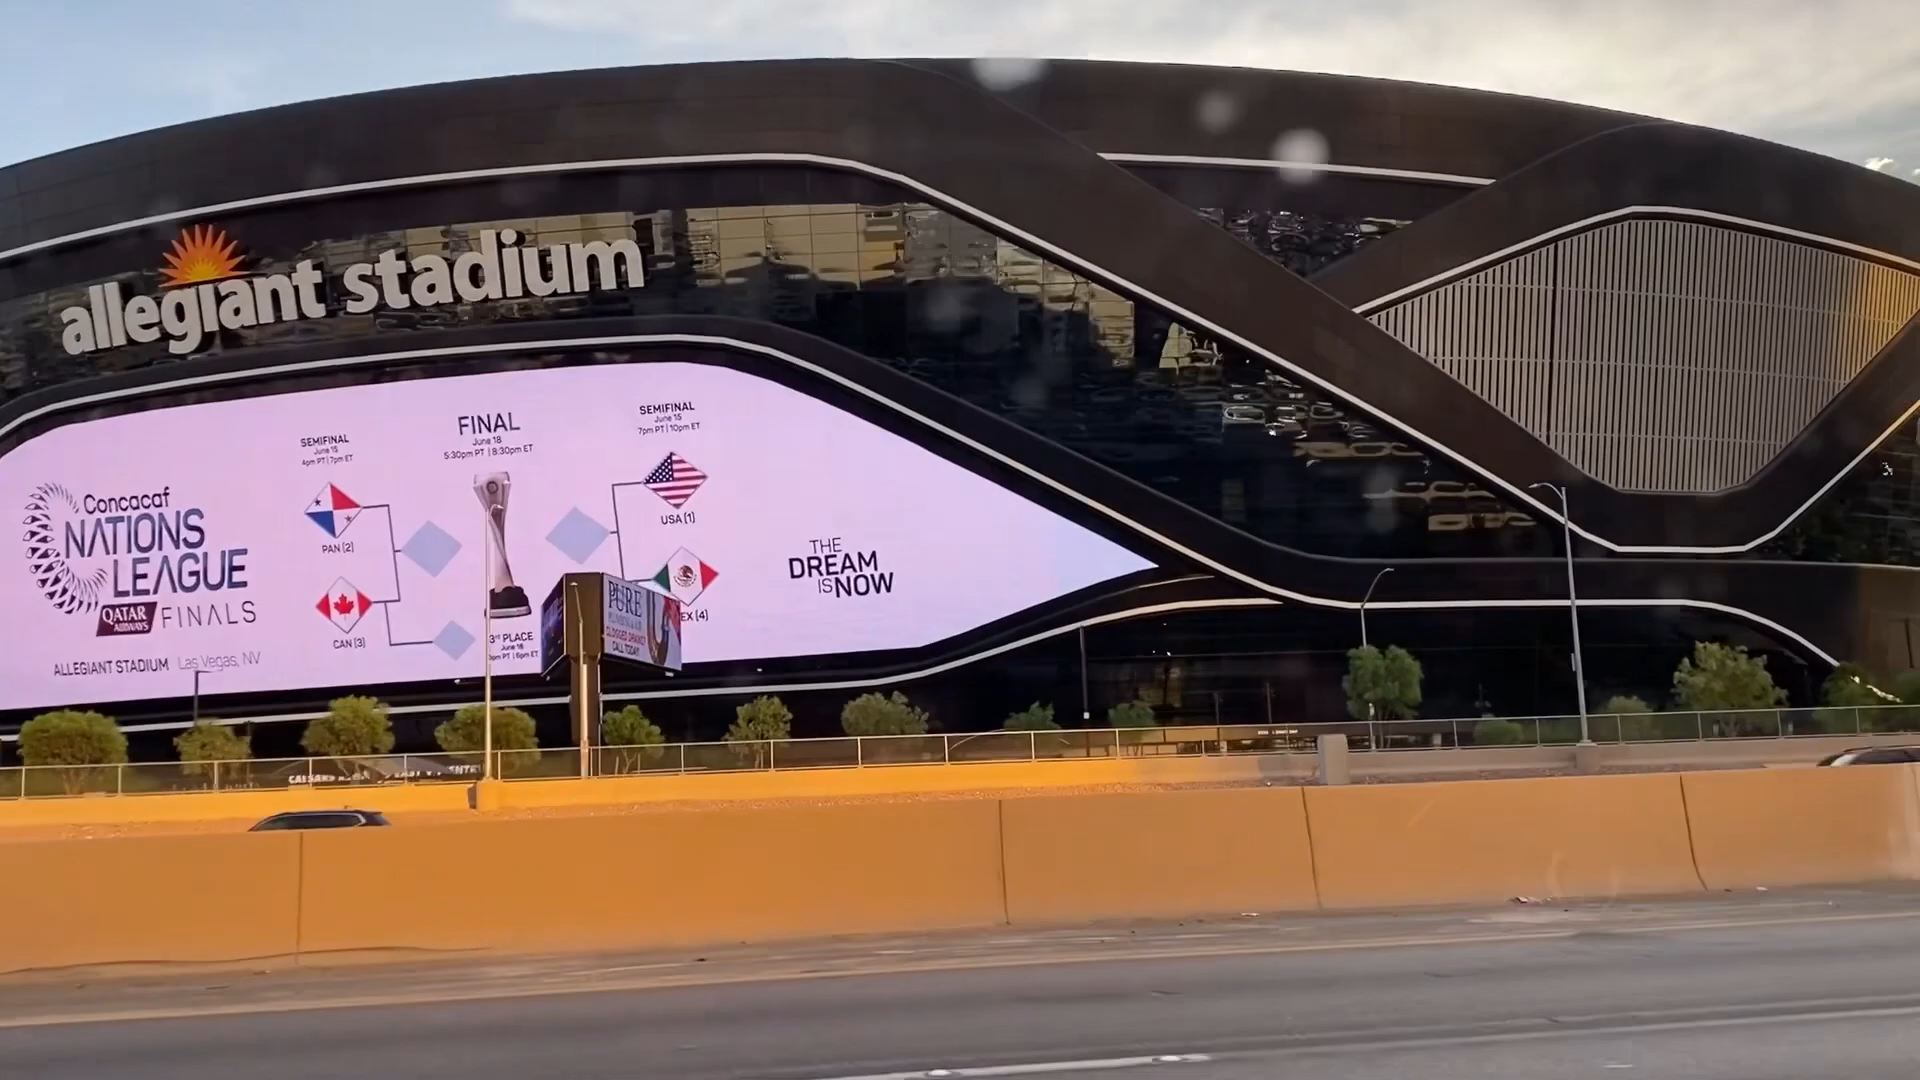 allegiant stadium
Concacaf
NATIONS
LEAGUE
QATAR
AIRWAYS
FINALS
ALLEGIANT STADIUM Las Vegas, NV
SEMIFINAL
June 15
4pm PT | 7pm ET
PAN (2)
CAN (3)
FINAL
June 18
5:30pm PT | 8:30pm ET
3rd PLACE
June 18
SEMIFINAL
June 15
7pm PT | 10pm ET
USA (1)
EX (4)
THE
DREAM
IS NOW
PURE
CLOGGED DRAINS?
CALL TODAY!